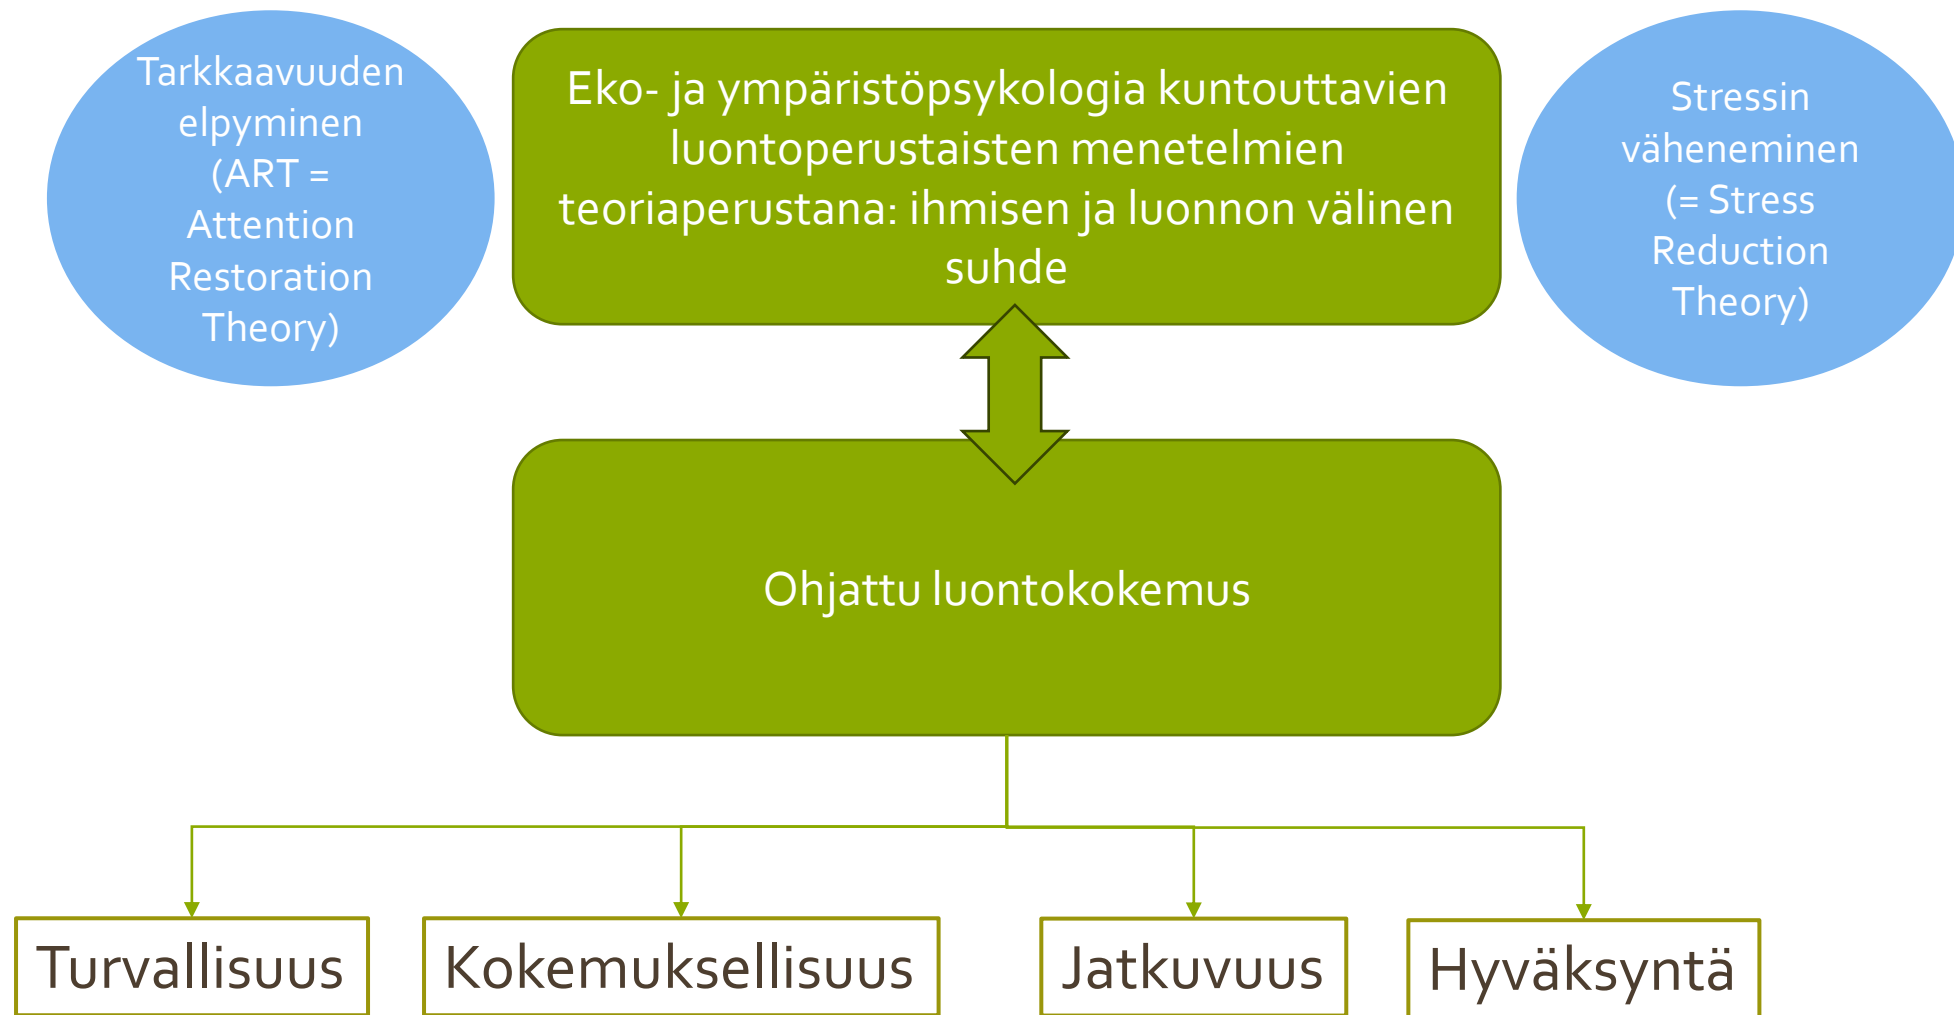 Tarkkaavuuden
elpyminen
(ART =
Attention
Restoration
Theory)
Eko- ja ympäristöpsykologia kuntouttavien
luontoperustaisten menetelmien
teoriaperustana: ihmisen ja luonnon välinen
suhde
Stressin
väheneminen
(= Stress
Reduction
Theory)
Ohjattu luontokokemus
Turvallisuus
Kokemuksellisuus
Jatkuvuus
Hyväksyntä